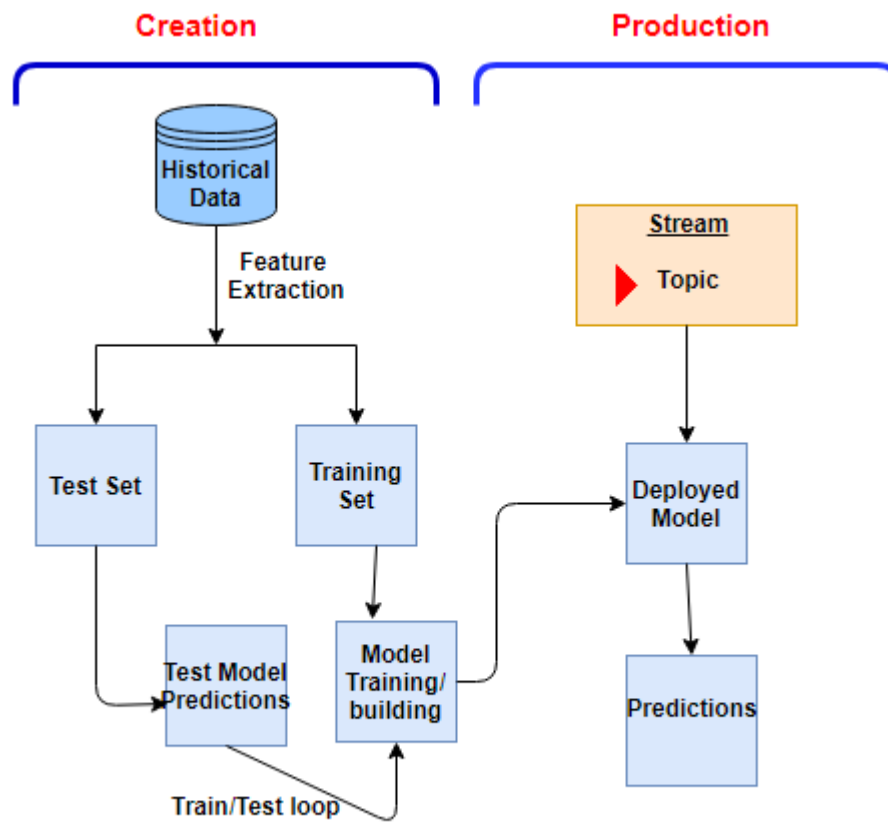 Creation
Production
Historical
Data
Feature
Extraction
Stream
Topic
Test Set
Training
Set
Deployed
Model
Test Model
Predictions
Model
Training/
building
Predictions
Train/Test loop